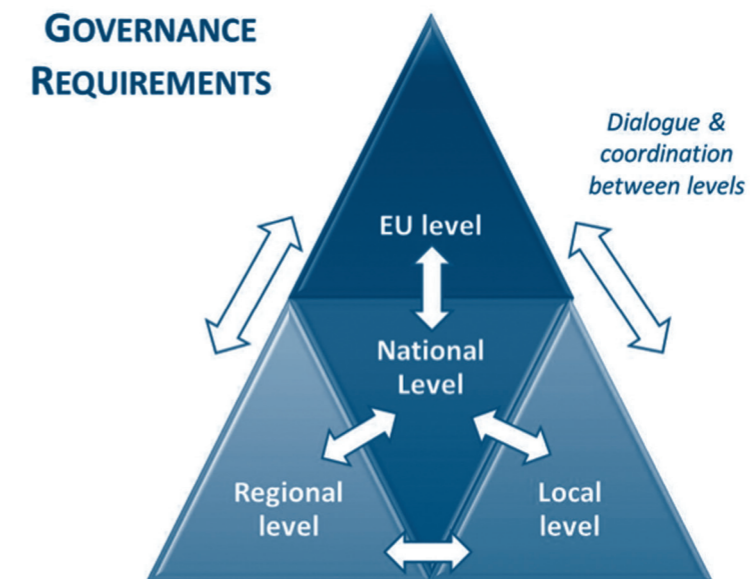 GOVERNANCE
REQUIREMENTS
Dialogue &
coordination
between levels
EU level
National
Level
Regional
level
Local
level